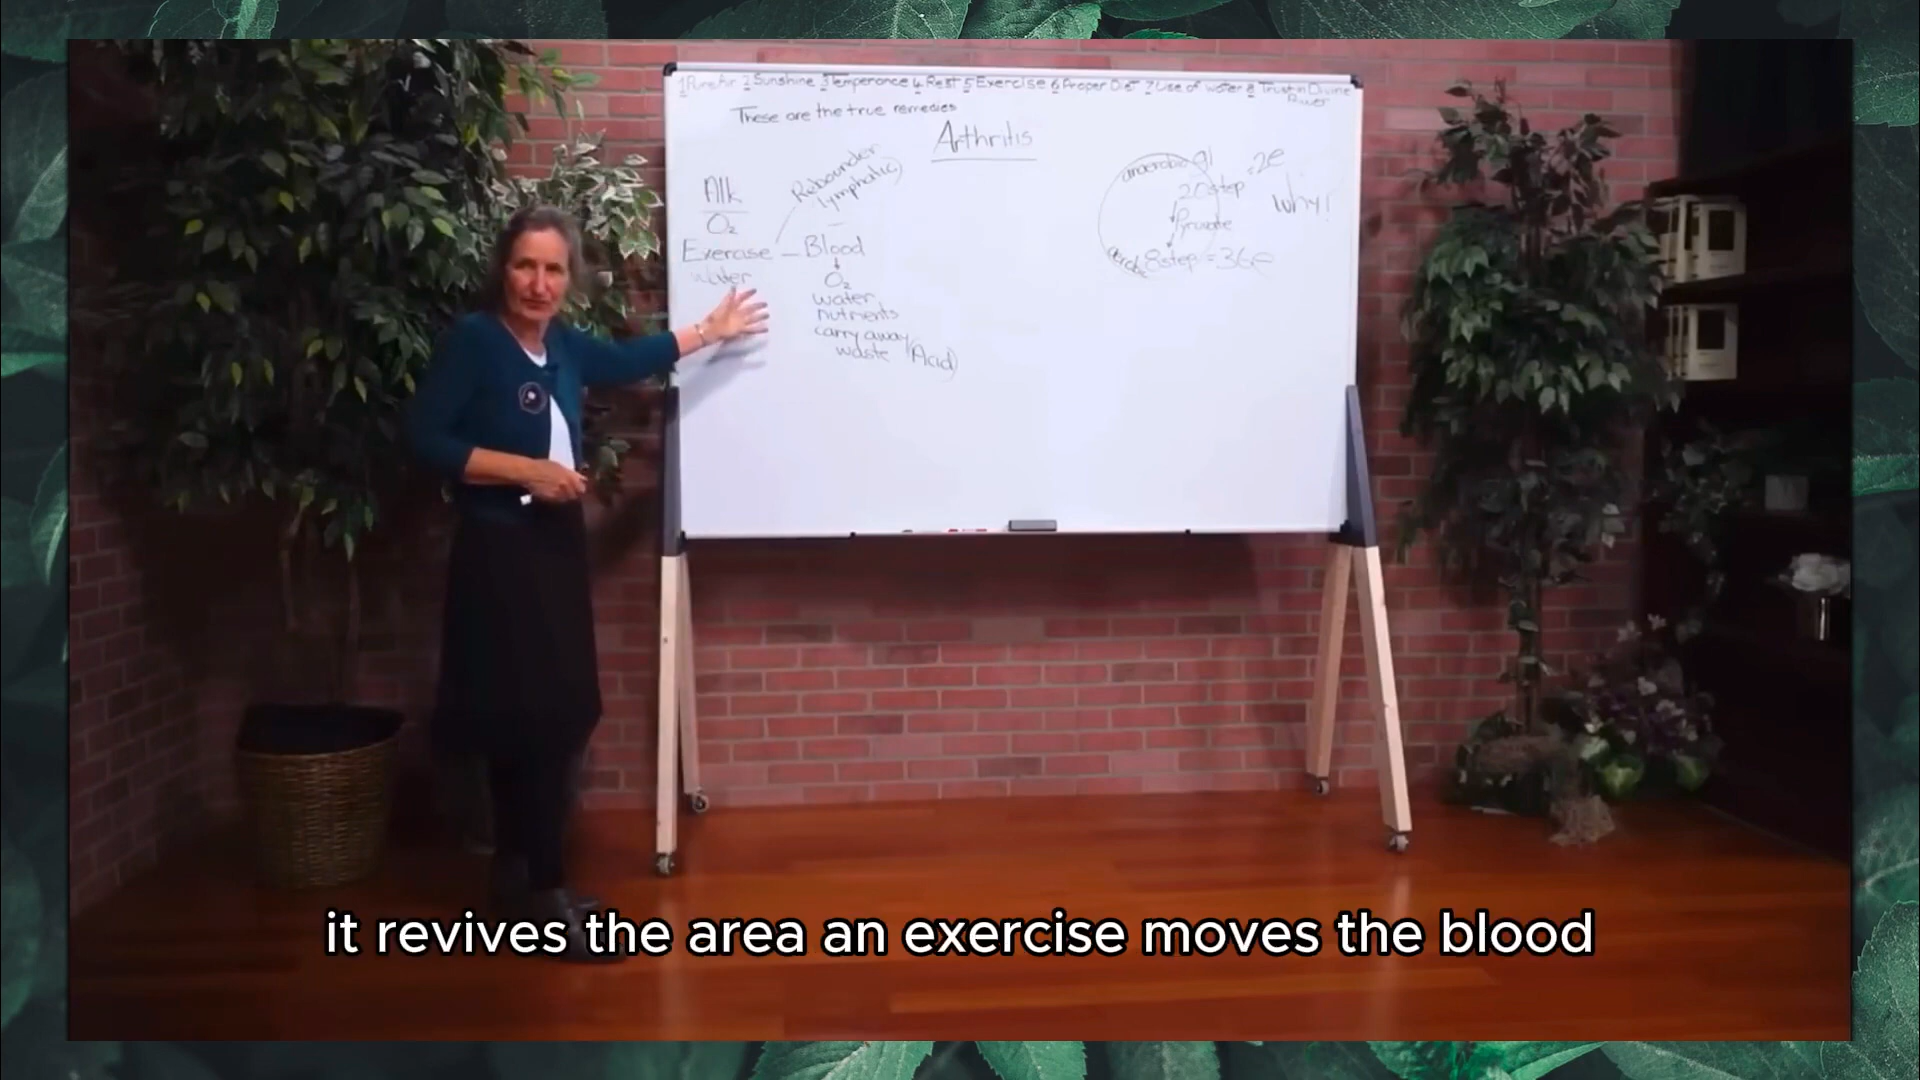 1 Pure Air 2 Sunshine 3 Temperance 4 Rest 5 Exercise 6 Proper Diet 7 Use of Water 8 Trust in Divine
Power
These are the true remedies
Arthritis
Alk
O₂
Exercise – Blood
Water
Rebounder
lymphatic)
O₂
water
nutrients
carry away
waste (Acid)
anaerobic gl
20 step = 2e
Pyruvate
8 step = 36e
Why!
it revives the area an exercise moves the blood